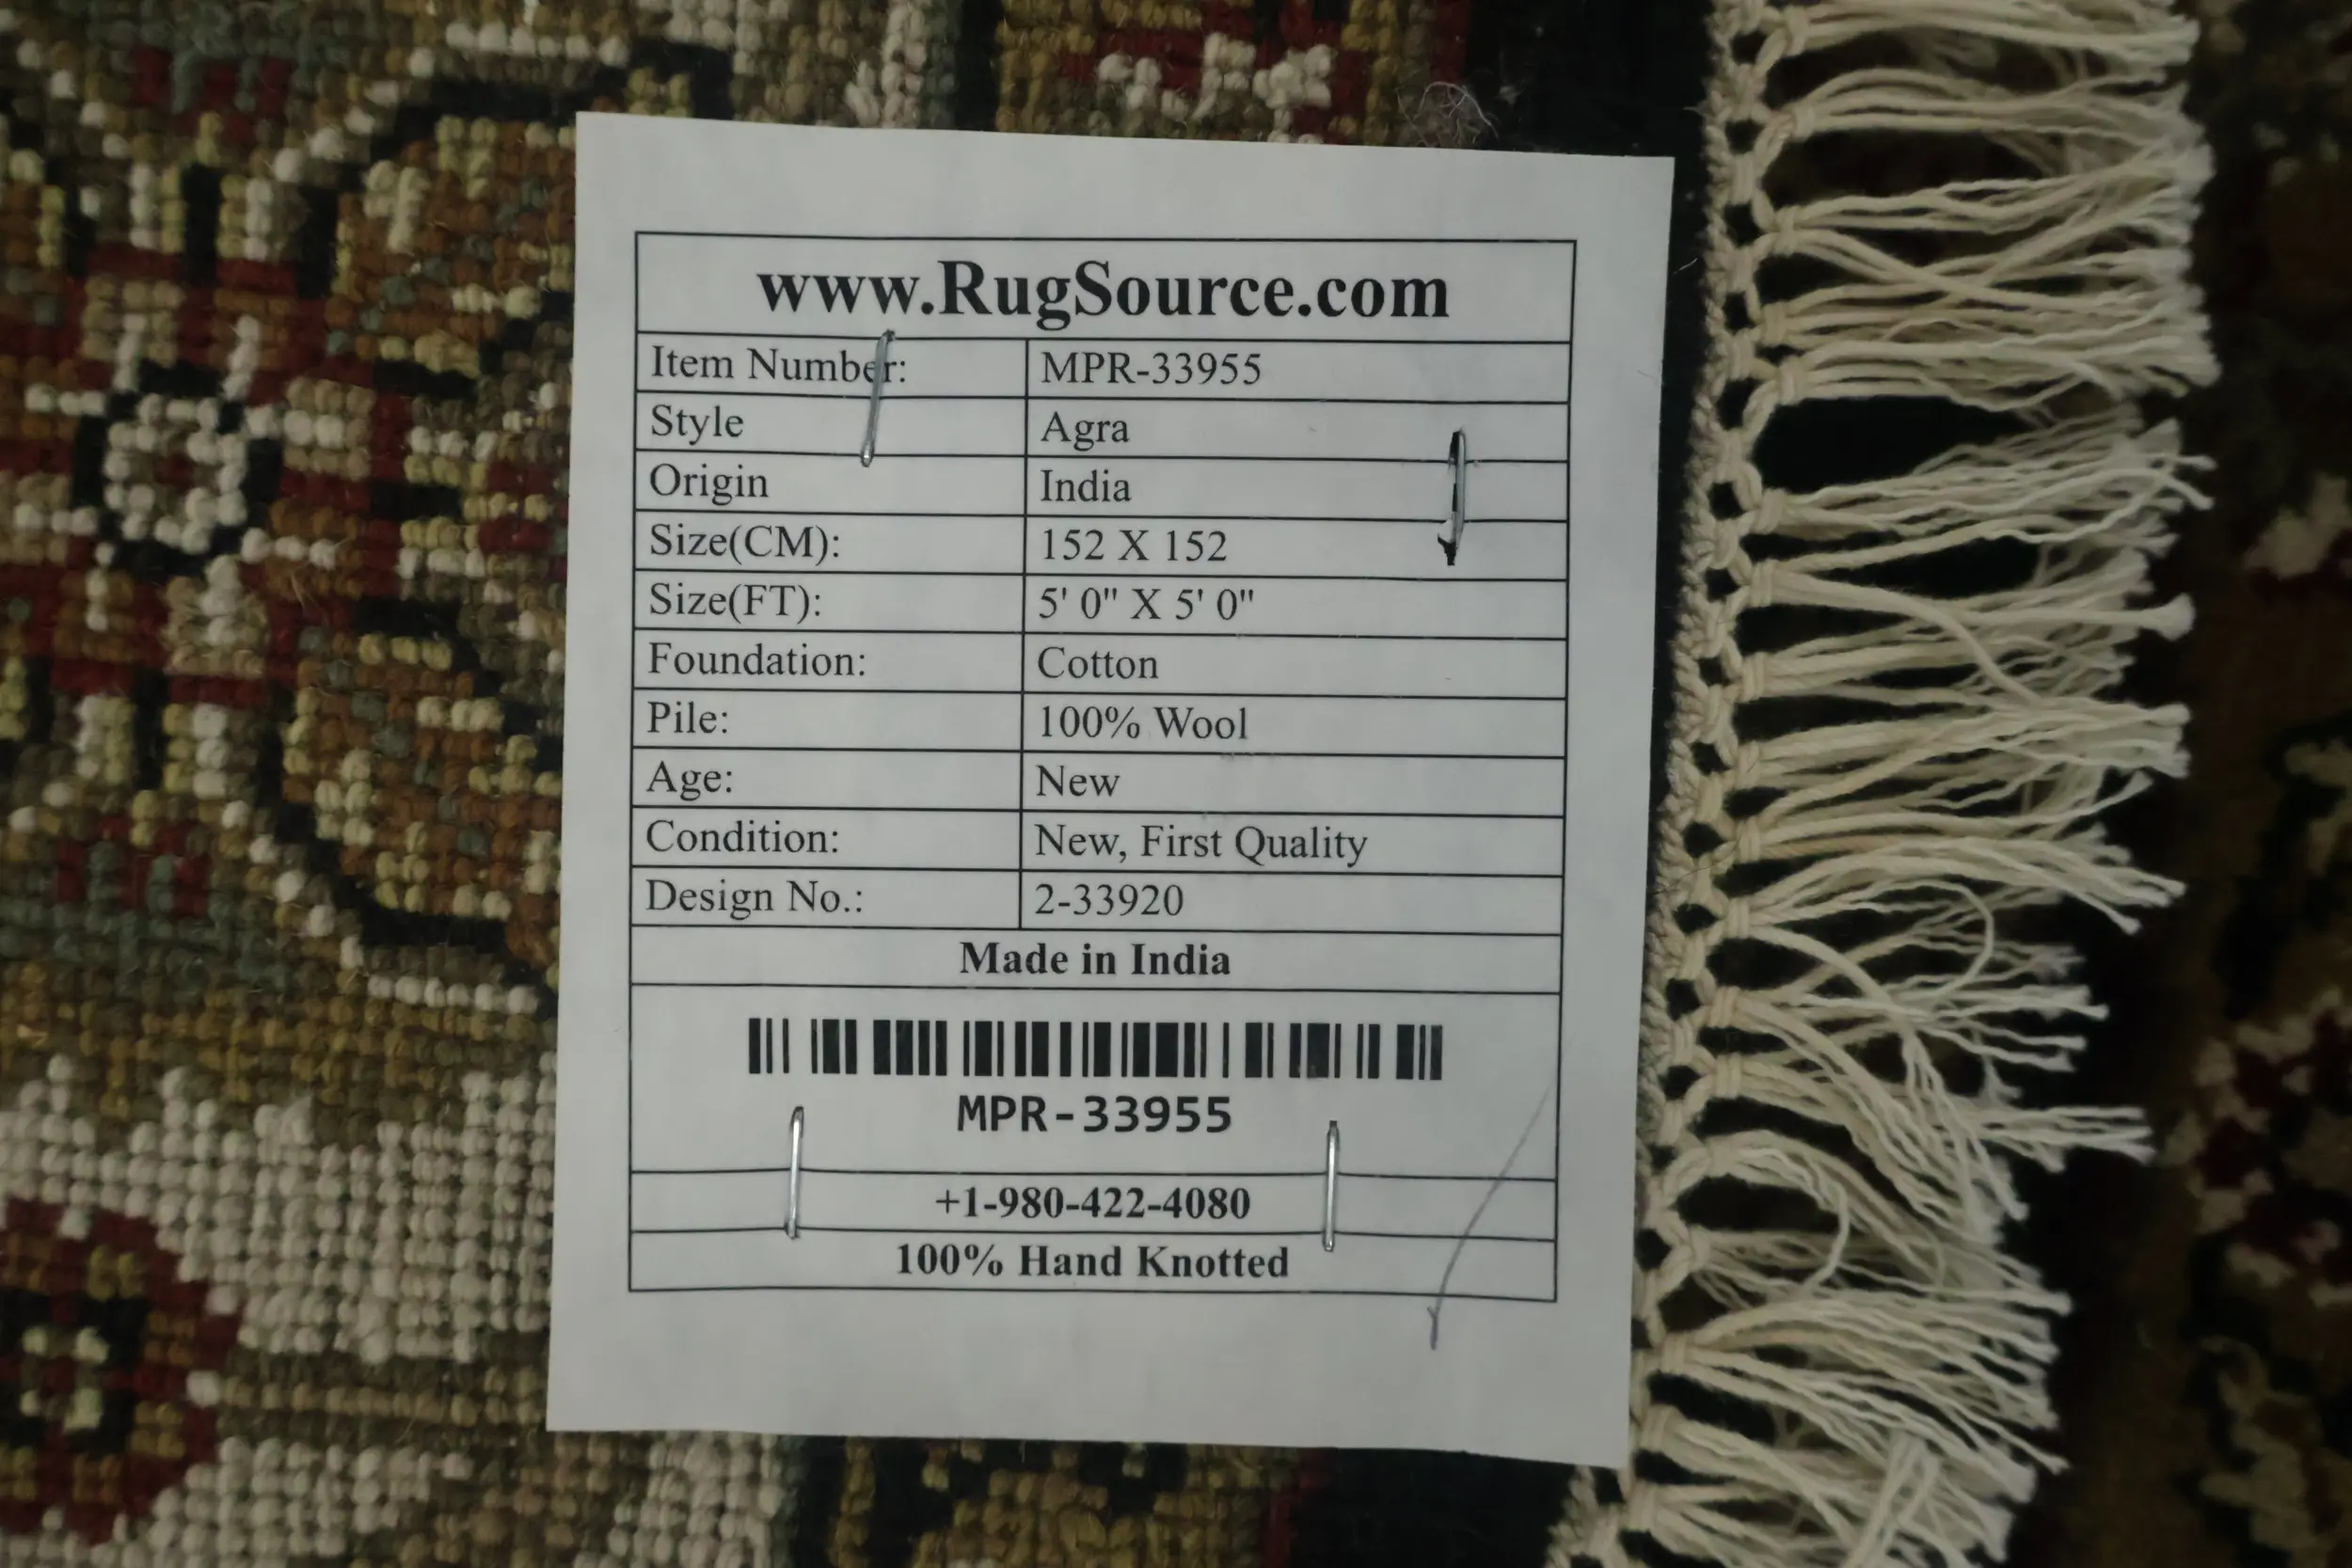 www.RugSource.com
Item Number: MPR-33955
Style Agra
Origin India
Size(CM): 152 X 152
Size(FT): 5' 0" X 5' 0"
Foundation: Cotton
Pile: 100% Wool
Age: New
Condition: New, First Quality
Design No.: 2-33920
Made in India
MPR-33955
+1-980-422-4080
100% Hand Knotted